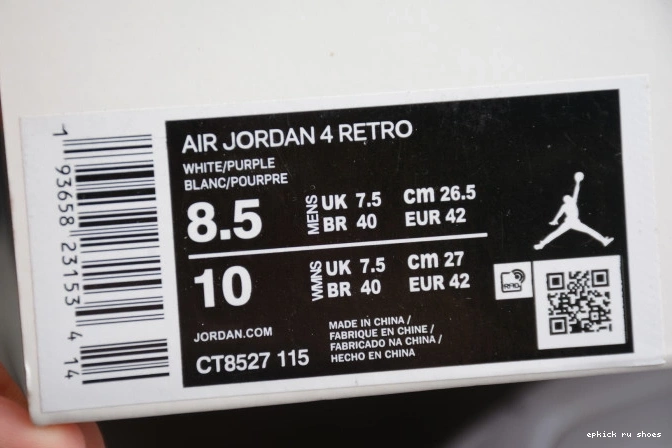 AIR JORDAN 4 RETRO
WHITE/PURPLE
BLANC/POURPRE
8.5 MENS UK 7.5 cm 26.5
BR 40 EUR 42
10 WMNS UK 7.5 cm 27
BR 40 EUR 42
RFID
JORDAN.COM
MADE IN CHINA /
FABRIQUE EN CHINE /
FABRICADO NA CHINA /
HECHO EN CHINA
CT8527 115
1 93658 23153 4 14
epkick ru shoes